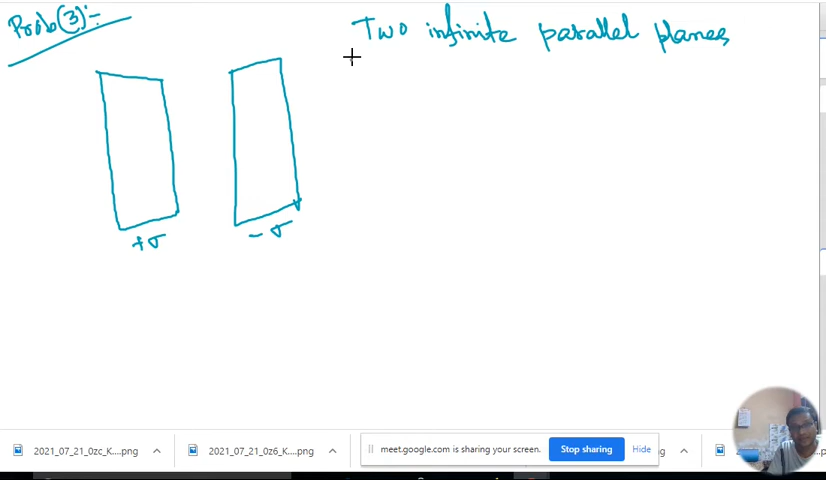 Prob(3):-
Two infinite parallel planes
+σ
-σ
2021_07_21_0zc_K....png
2021_07_21_0z6_K....png
meet.google.com is sharing your screen.
Stop sharing
Hide
....png